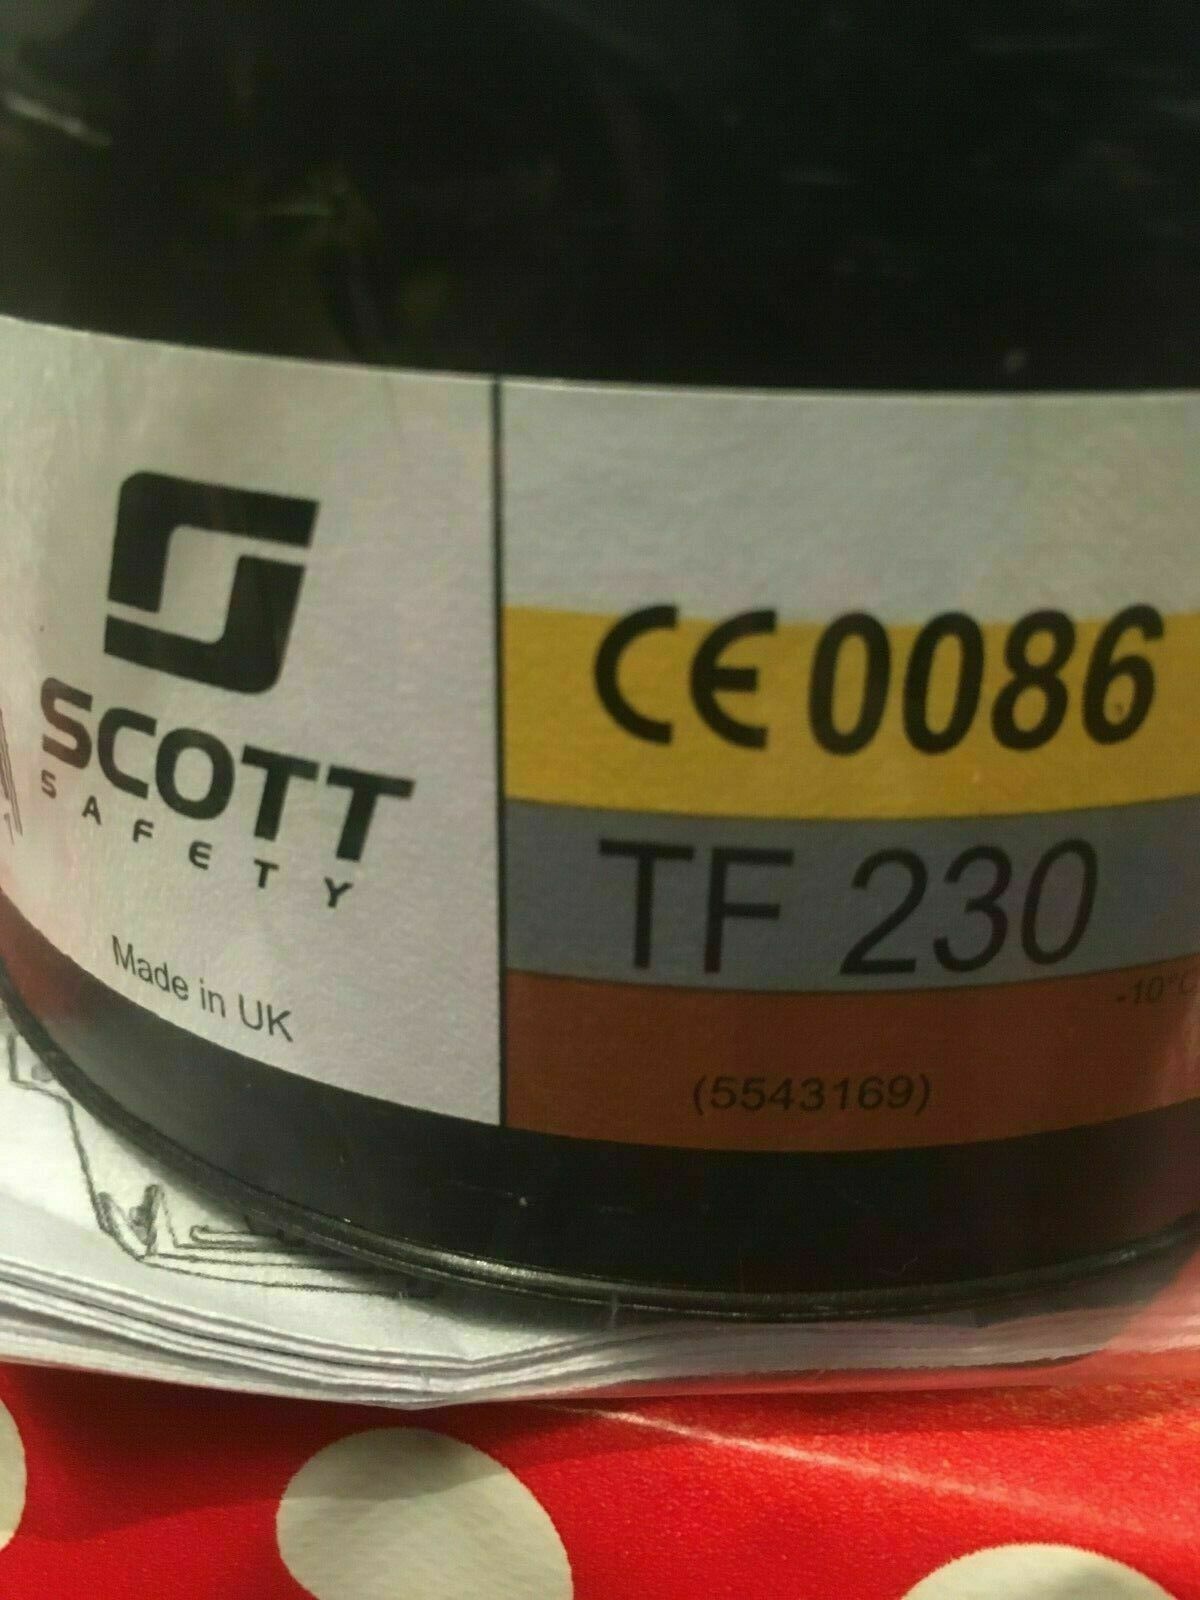 SCOTT
SAFETY
Made in UK
CE 0086
TF 230
-10°C
(5543169)